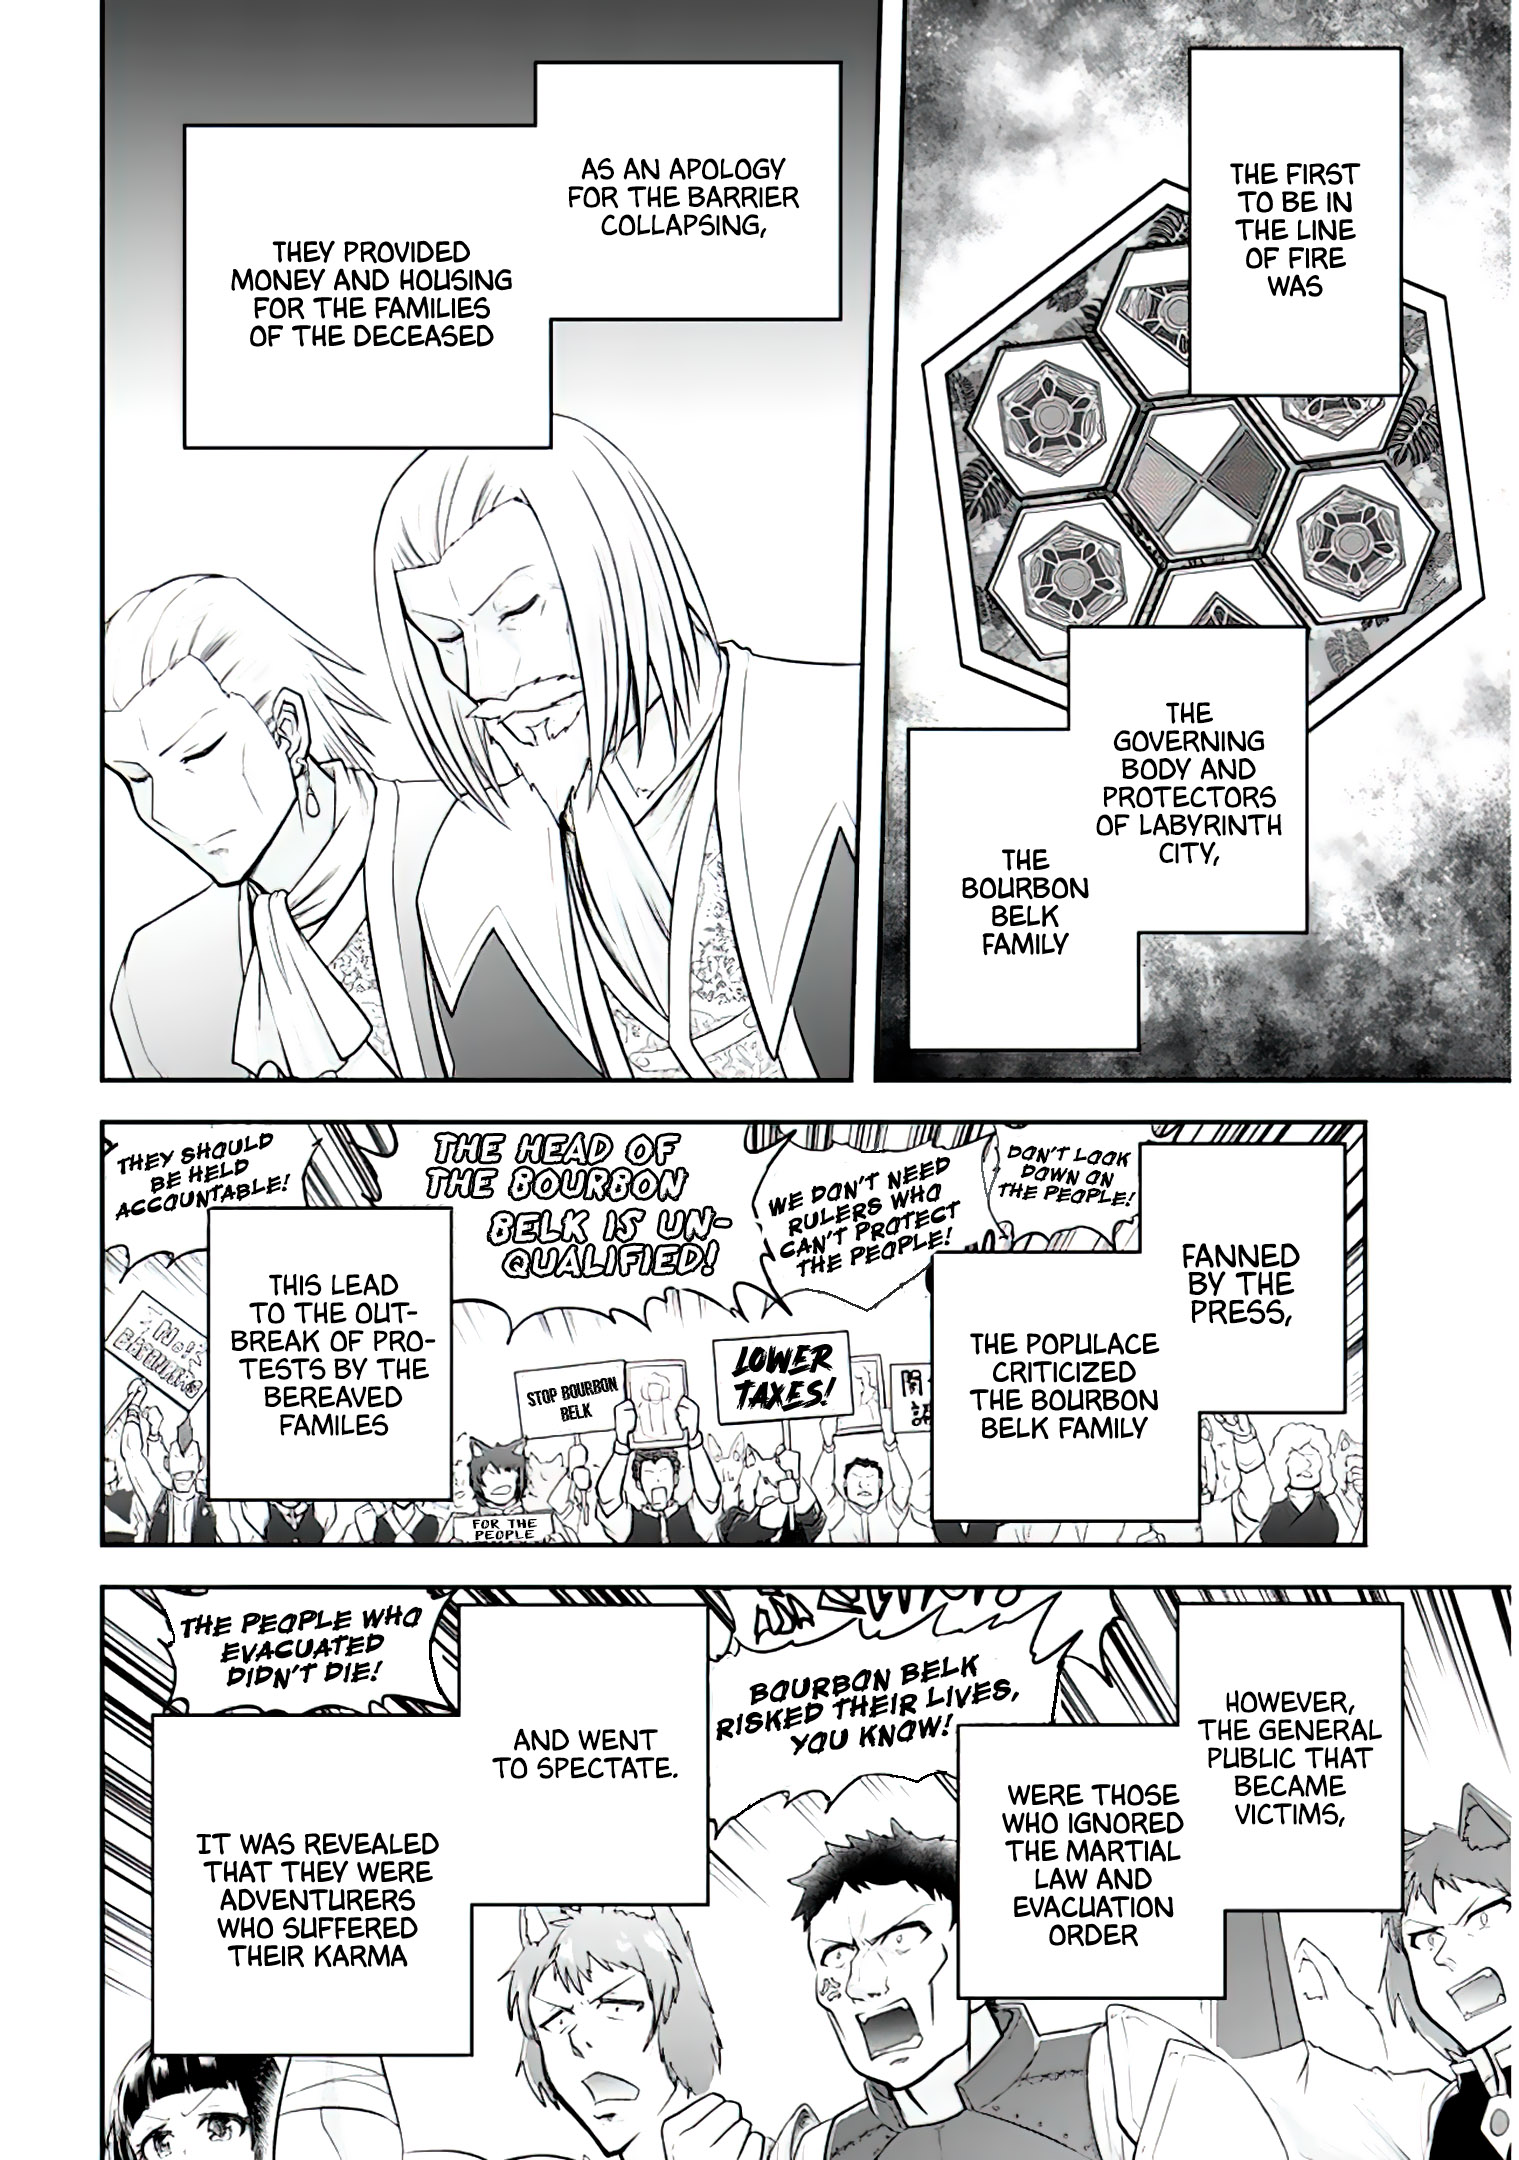 THE FIRST
TO BE IN
THE LINE
OF FIRE
WAS
THE
GOVERNING
BODY AND
PROTECTORS
OF LABYRINTH
CITY,
THE
BOURBON
BELK
FAMILY
AS AN APOLOGY
FOR THE BARRIER
COLLAPSING,
THEY PROVIDED
MONEY AND HOUSING
FOR THE FAMILIES
OF THE DECEASED
FANNED
BY THE
PRESS,
THE POPULACE
CRITICIZED
THE BOURBON
BELK FAMILY
DON'T LOOK
DOWN ON
THE PEOPLE!
WE DON'T NEED
RULERS WHO
CAN'T PROTECT
THE PEOPLE!
THE HEAD OF
THE BOURBON
BELK IS UN-
QUALIFIED!
THEY SHOULD
BE HELD
ACCOUNTABLE!
LOWER
TAXES!
STOP BOURBON
BELK
FOR THE
PEOPLE
THIS LEAD
TO THE OUT-
BREAK OF PRO-
TESTS BY THE
BEREAVED
FAMILES
HOWEVER,
THE GENERAL
PUBLIC THAT
BECAME
VICTIMS,
WERE THOSE
WHO IGNORED
THE MARTIAL
LAW AND
EVACUATION
ORDER
BOURBON BELK
RISKED THEIR LIVES,
YOU KNOW!
AND WENT
TO SPECTATE.
IT WAS REVEALED
THAT THEY WERE
ADVENTURERS
WHO SUFFERED
THEIR KARMA
THE PEOPLE WHO
EVACUATED
DIDN'T DIE!